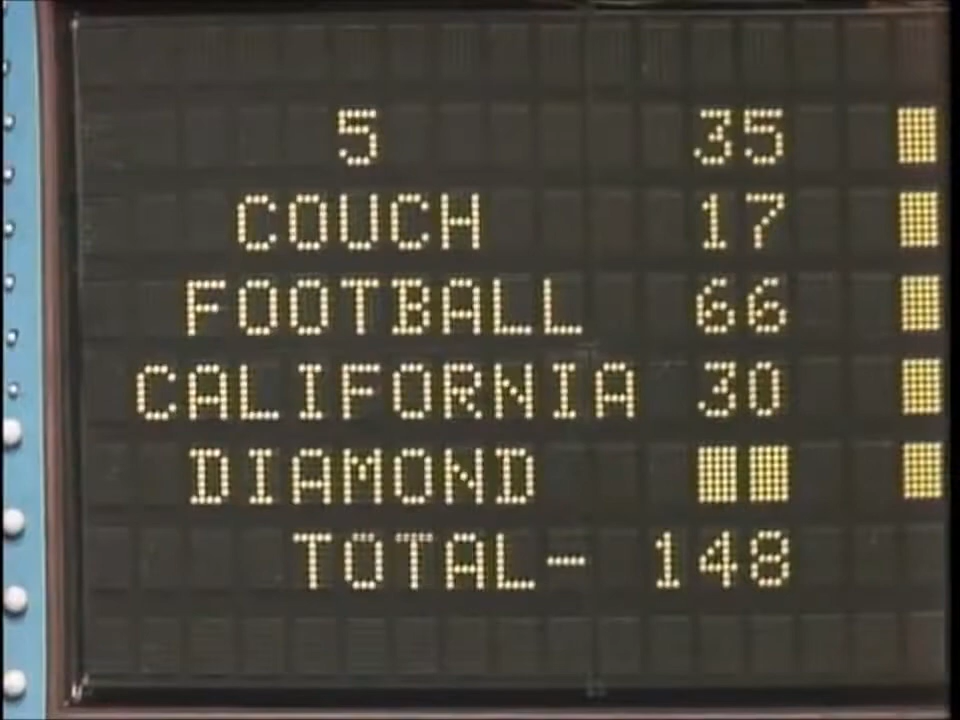 5 35
COUCH 17
FOOTBALL 66
CALIFORNIA 30
DIAMOND
TOTAL- 148